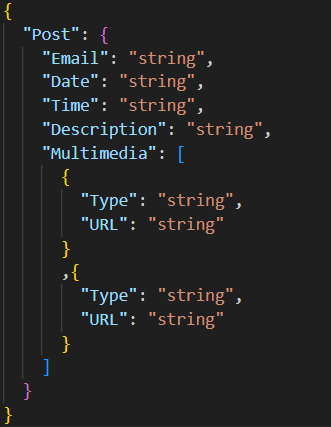 {
"Post": {
"Email": "string",
"Date": "string",
"Time": "string",
"Description": "string",
"Multimedia": [
{
"Type": "string",
"URL": "string"
}
,{
"Type": "string",
"URL": "string"
}
]
}
}